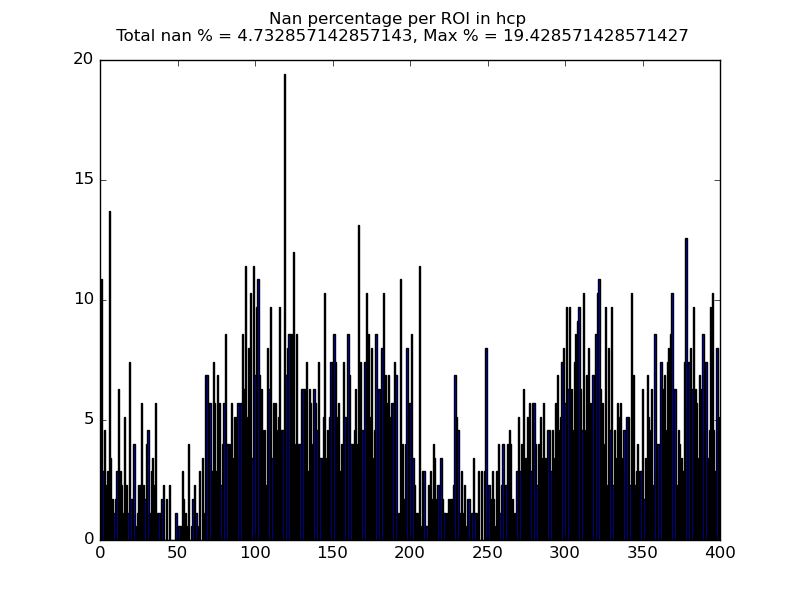 Nan percentage per ROI in hcp
Total nan % = 4.732857142857143, Max % = 19.428571428571427
20
15
10
5
0
0 50 100 150 200 250 300 350 400